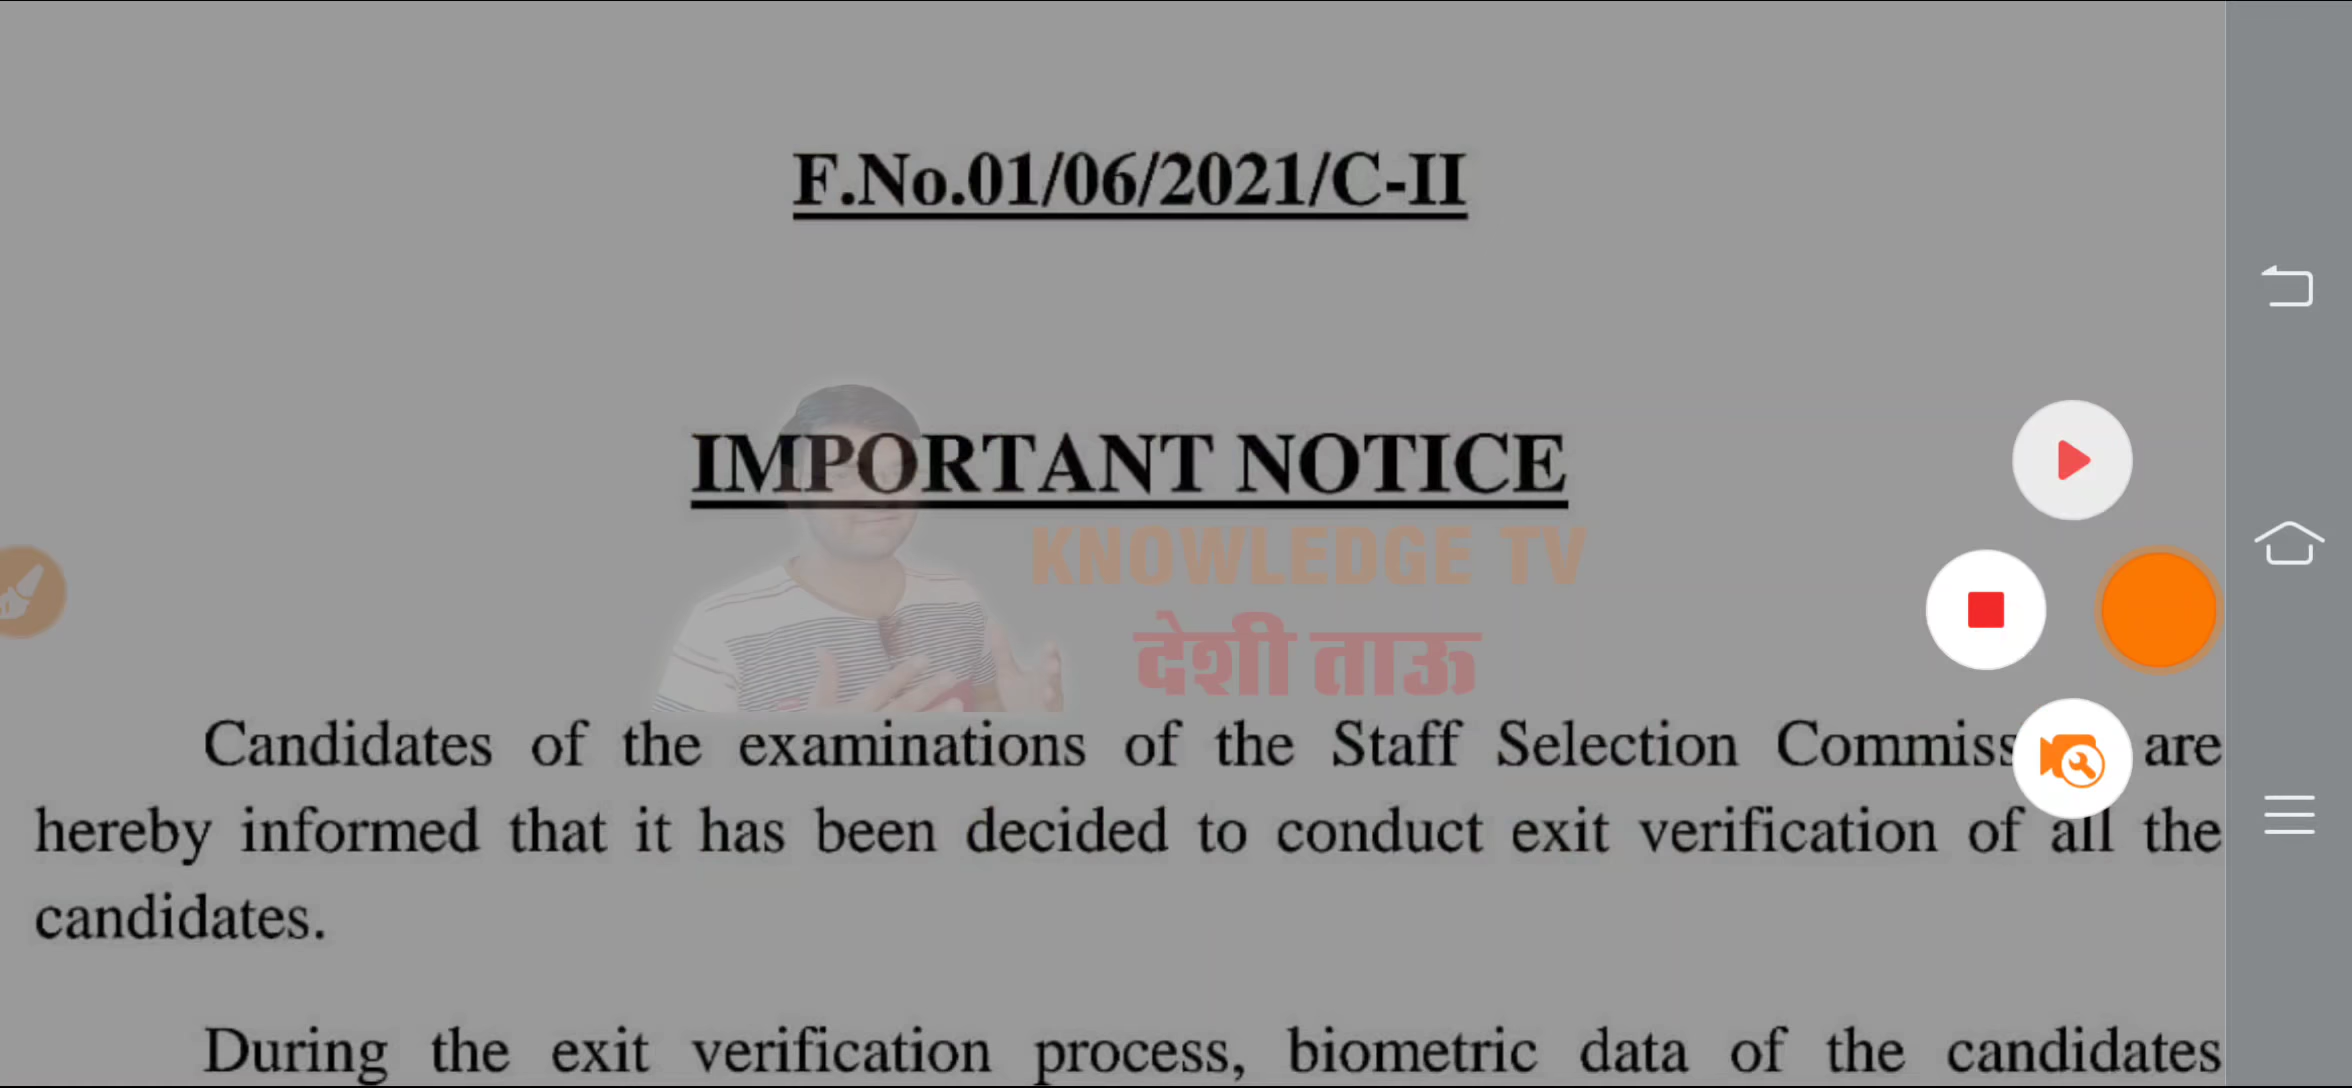 F.No.01/06/2021/C-II
IMPORTANT NOTICE
KNOWLEDGE TV
देशी ताऊ
Candidates of the examinations of the Staff Selection Commiss are
hereby informed that it has been decided to conduct exit verification of all the
candidates.
During the exit verification process, biometric data of the candidates